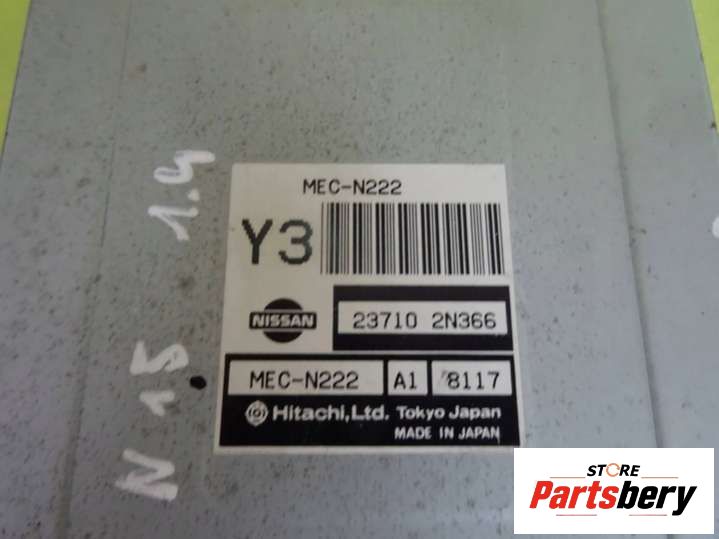 MEC-N222
Y3
NISSAN
23710 2N366
MEC-N222 A1 8117
Hitachi, Ltd. Tokyo Japan
MADE IN JAPAN
N 15 1.4
STORE
Partsbery